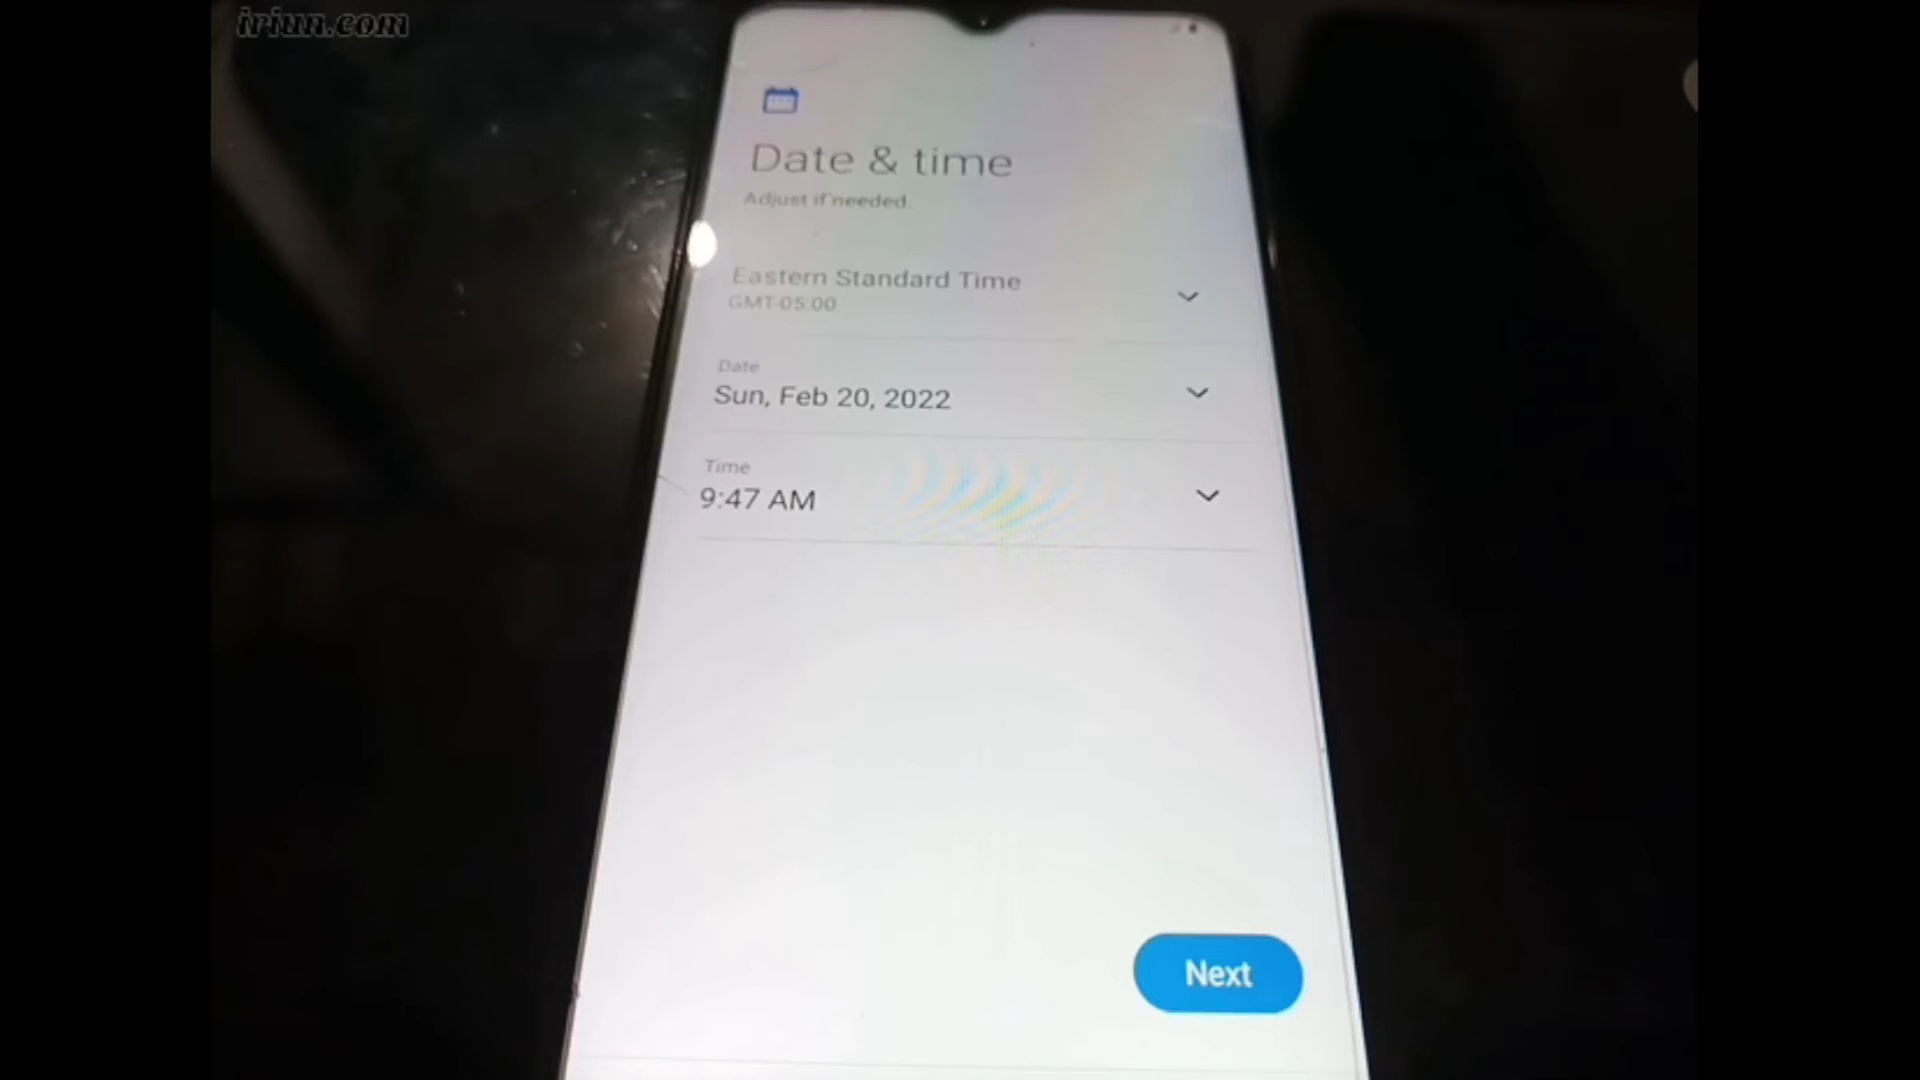 iriun.com
Date & time
Adjust if needed.
Eastern Standard Time
GMT-05:00
Date
Sun, Feb 20, 2022
Time
9:47 AM
Next